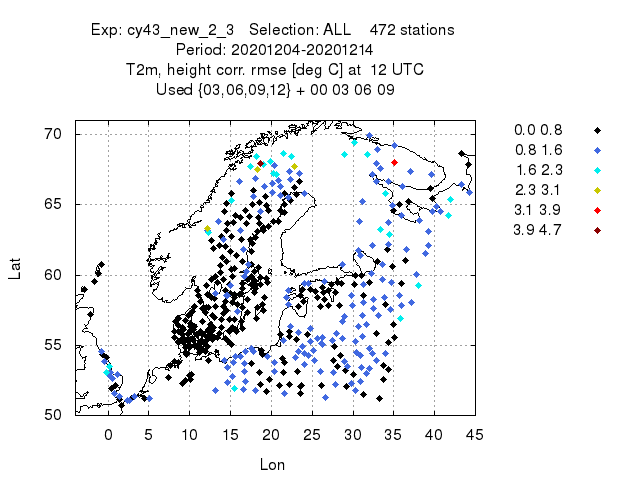 Exp: cy43_new_2_3 Selection: ALL 472 stations
Period: 20201204-20201214
T2m, height corr. rmse [deg C] at 12 UTC
Used {03,06,09,12} + 00 03 06 09
0.0 0.8
0.8 1.6
1.6 2.3
2.3 3.1
3.1 3.9
3.9 4.7
70
65
60
55
50
Lat
0 5 10 15 20 25 30 35 40 45
Lon